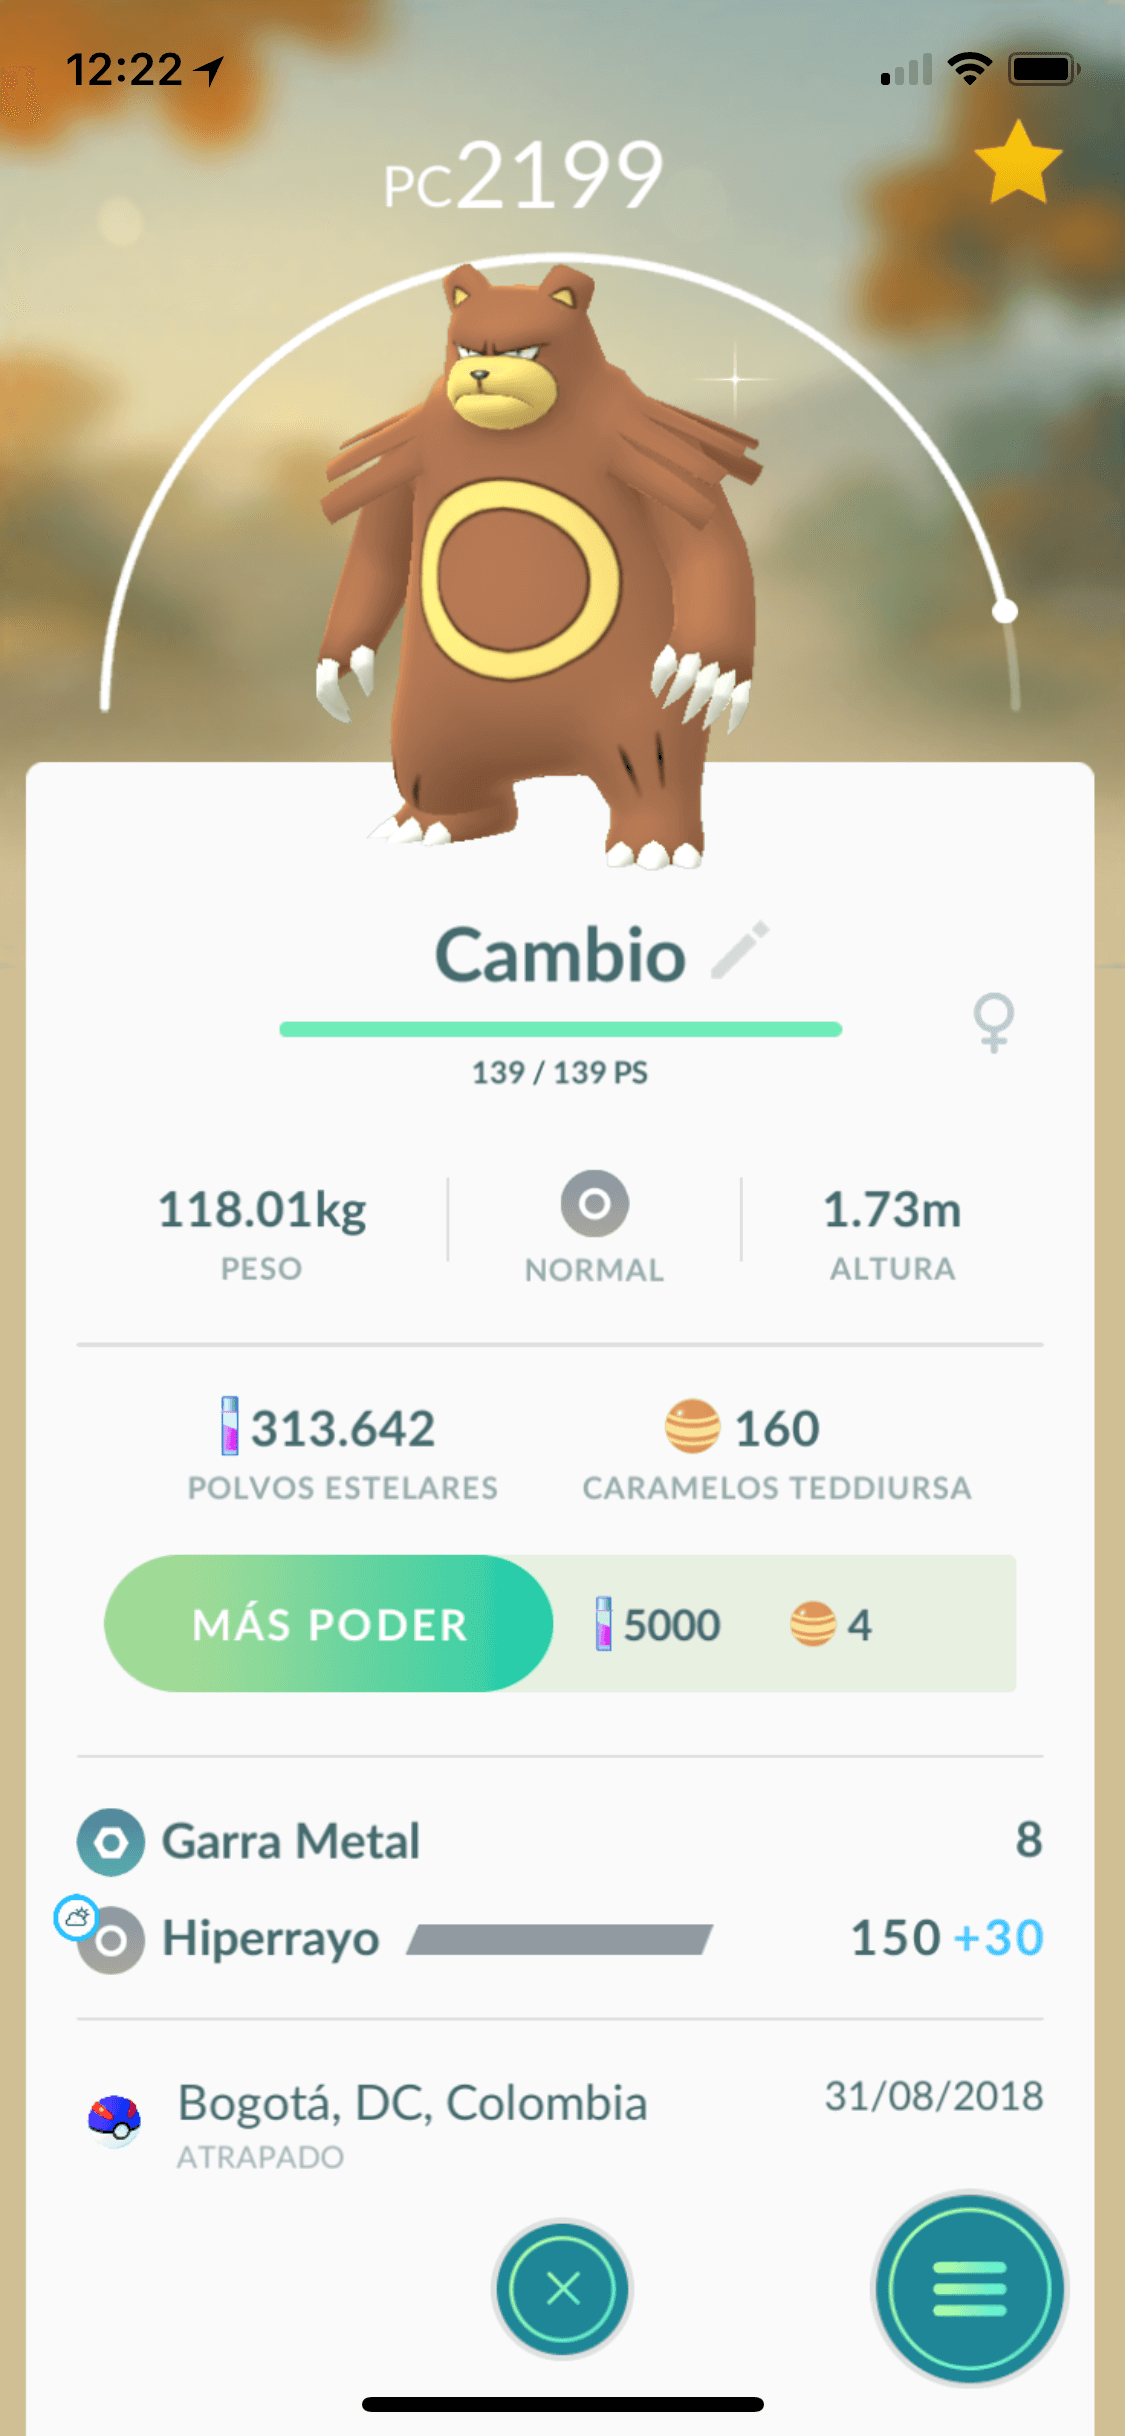 12:22
PC2199
Cambio
139 / 139 PS
118.01kg
PESO
NORMAL
1.73m
ALTURA
313.642
POLVOS ESTELARES
160
CARAMELOS TEDDIURSA
MÁS PODER
5000
4
Garra Metal 8
Hiperrayo 150 +30
Bogotá, DC, Colombia 31/08/2018
ATRAPADO